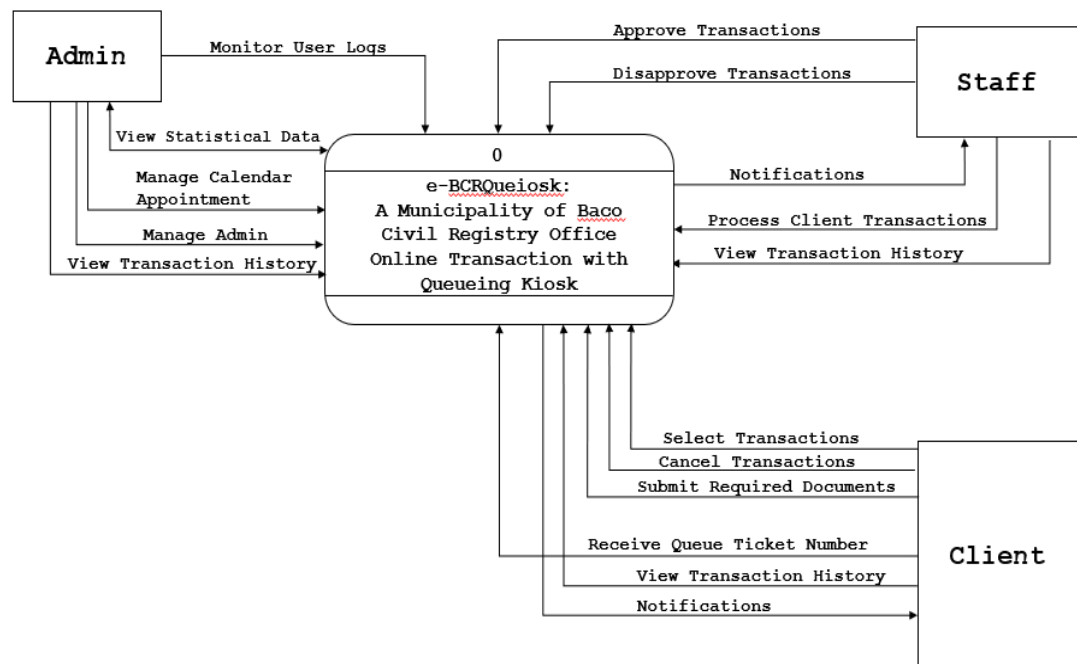 Admin
Monitor User Logs
View Statistical Data
Manage Calendar
Appointment
Manage Admin
View Transaction History
Approve Transactions
Disapprove Transactions
Staff
Notifications
Process Client Transactions
View Transaction History
0
e-BCRQueiosk:
A Municipality of Baco
Civil Registry Office
Online Transaction with
Queueing Kiosk
Select Transactions
Cancel Transactions
Submit Required Documents
Receive Queue Ticket Number
View Transaction History
Notifications
Client